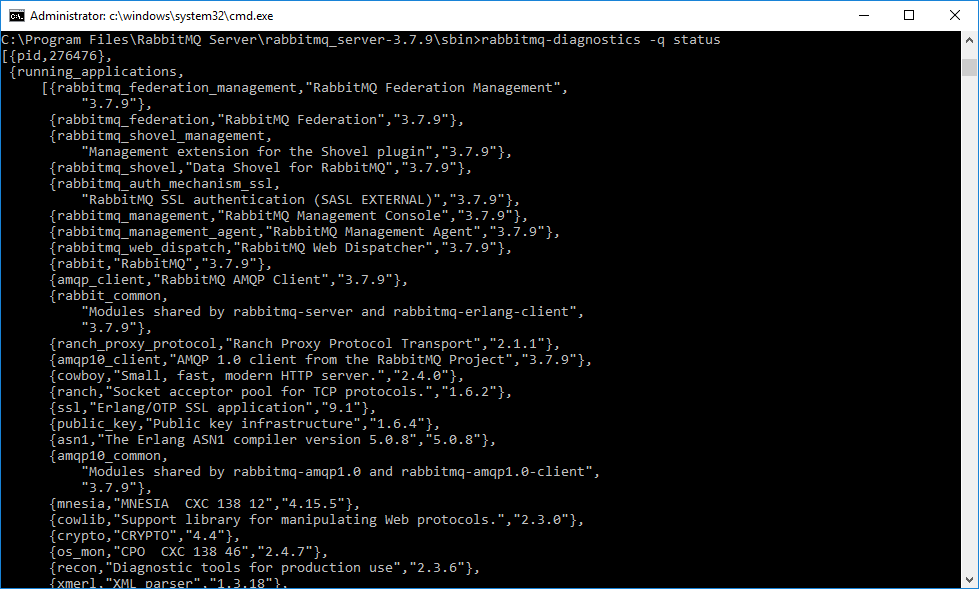 Administrator: c:\windows\system32\cmd.exe
C:\Program Files\RabbitMQ Server\rabbitmq_server-3.7.9\sbin>rabbitmq-diagnostics -q status
[{pid,276476},
{running_applications,
[{rabbitmq_federation_management,"RabbitMQ Federation Management",
"3.7.9"},
{rabbitmq_federation,"RabbitMQ Federation","3.7.9"},
{rabbitmq_shovel_management,
"Management extension for the Shovel plugin","3.7.9"},
{rabbitmq_shovel,"Data Shovel for RabbitMQ","3.7.9"},
{rabbitmq_auth_mechanism_ssl,
"RabbitMQ SSL authentication (SASL EXTERNAL)","3.7.9"},
{rabbitmq_management,"RabbitMQ Management Console","3.7.9"},
{rabbitmq_management_agent,"RabbitMQ Management Agent","3.7.9"},
{rabbitmq_web_dispatch,"RabbitMQ Web Dispatcher","3.7.9"},
{rabbit,"RabbitMQ","3.7.9"},
{amqp_client,"RabbitMQ AMQP Client","3.7.9"},
{rabbit_common,
"Modules shared by rabbitmq-server and rabbitmq-erlang-client",
"3.7.9"},
{ranch_proxy_protocol,"Ranch Proxy Protocol Transport","2.1.1"},
{amqp10_client,"AMQP 1.0 client from the RabbitMQ Project","3.7.9"},
{cowboy,"Small, fast, modern HTTP server.","2.4.0"},
{ranch,"Socket acceptor pool for TCP protocols.","1.6.2"},
{ssl,"Erlang/OTP SSL application","9.1"},
{public_key,"Public key infrastructure","1.6.4"},
{asn1,"The Erlang ASN1 compiler version 5.0.8","5.0.8"},
{amqp10_common,
"Modules shared by rabbitmq-amqp1.0 and rabbitmq-amqp1.0-client",
"3.7.9"},
{mnesia,"MNESIA  CXC 138 12","4.15.5"},
{cowlib,"Support library for manipulating Web protocols.","2.3.0"},
{crypto,"CRYPTO","4.4"},
{os_mon,"CPO  CXC 138 46","2.4.7"},
{recon,"Diagnostic tools for production use","2.3.6"},
{xmerl,"XML parser","1.3.18"},